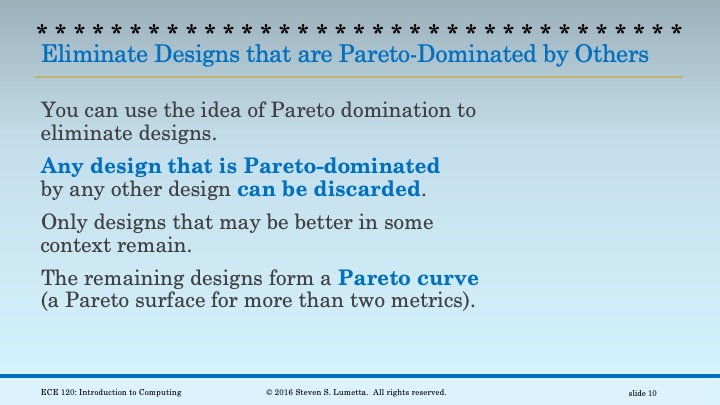 ***********************************
Eliminate Designs that are Pareto-Dominated by Others
You can use the idea of Pareto domination to
eliminate designs.
Any design that is Pareto-dominated
by any other design can be discarded.
Only designs that may be better in some
context remain.
The remaining designs form a Pareto curve
(a Pareto surface for more than two metrics).
ECE 120: Introduction to Computing
© 2016 Steven S. Lumetta.  All rights reserved.
slide 10